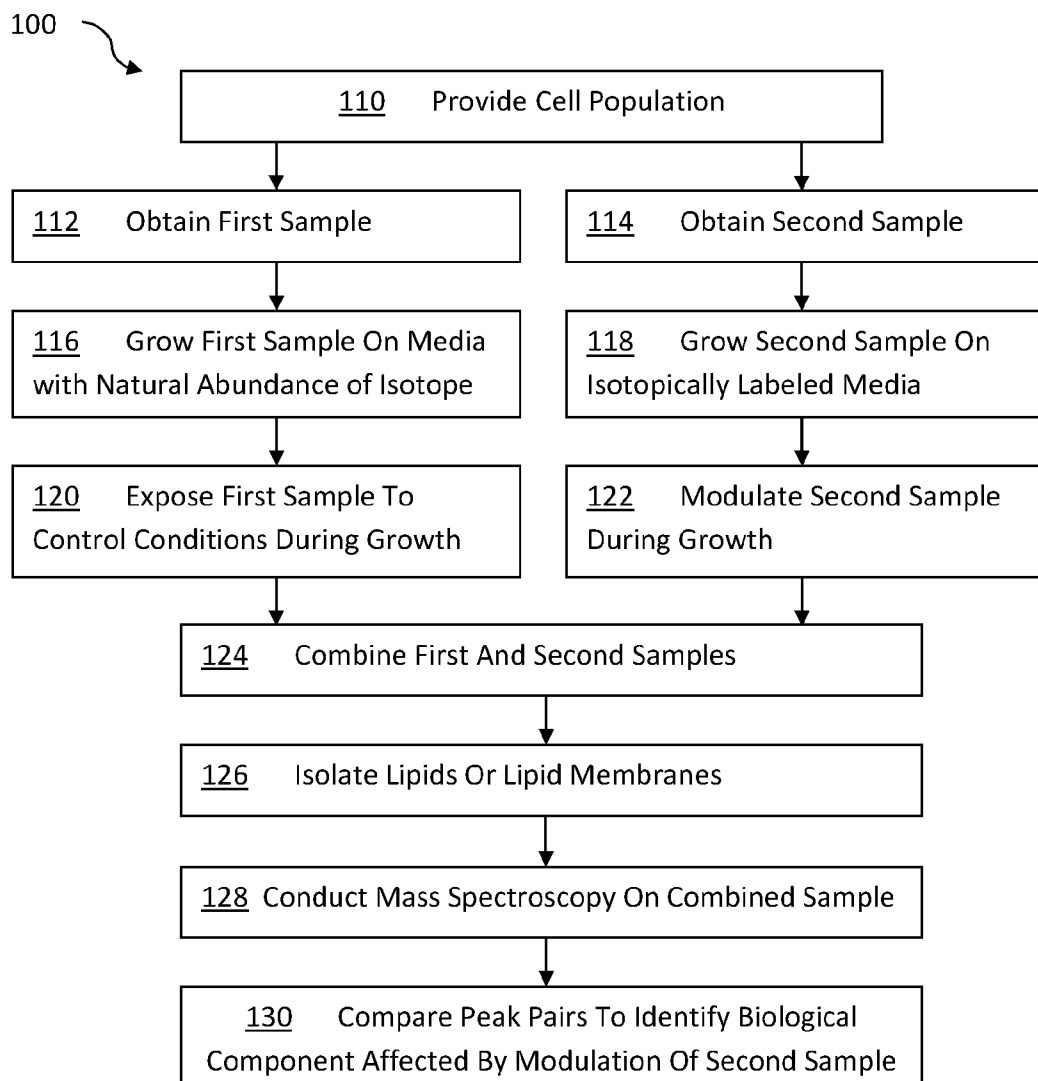 100
110 Provide Cell Population
112 Obtain First Sample
114 Obtain Second Sample
116 Grow First Sample On Media
with Natural Abundance of Isotope
118 Grow Second Sample On
Isotopically Labeled Media
120 Expose First Sample To
Control Conditions During Growth
122 Modulate Second Sample
During Growth
124 Combine First And Second Samples
126 Isolate Lipids Or Lipid Membranes
128 Conduct Mass Spectroscopy On Combined Sample
130 Compare Peak Pairs To Identify Biological
Component Affected By Modulation Of Second Sample